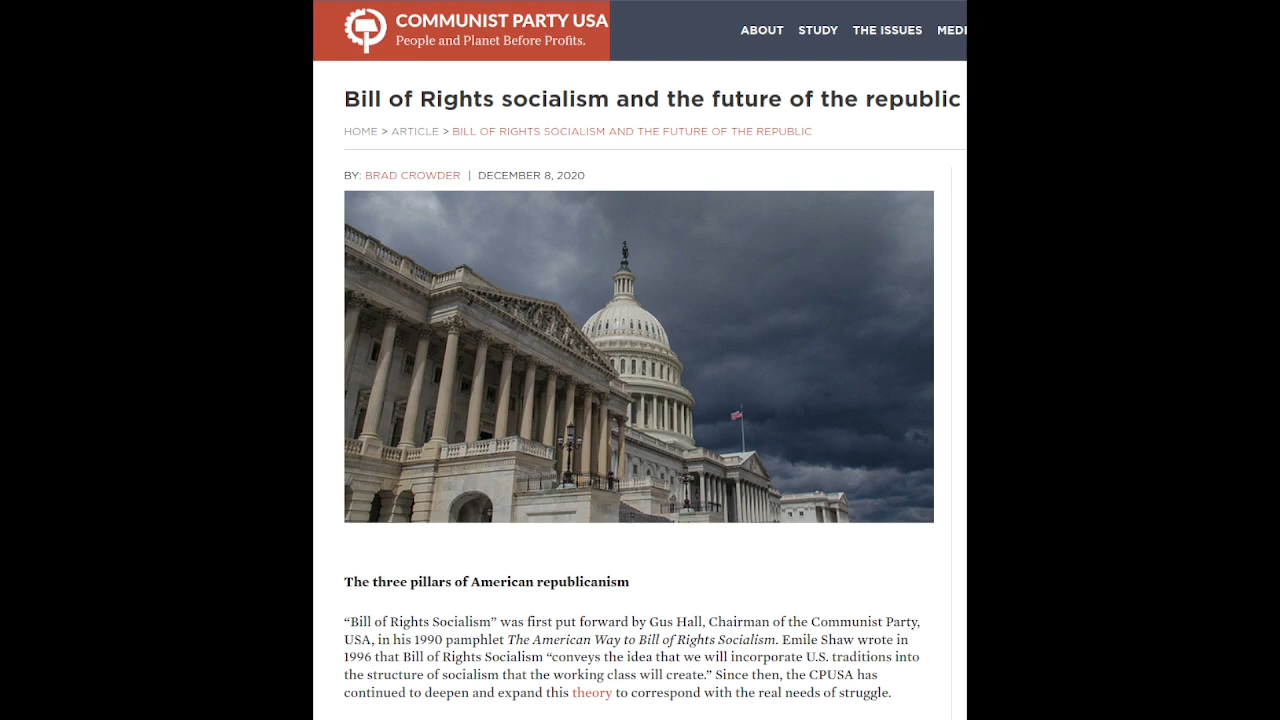 COMMUNIST PARTY USA
People and Planet Before Profits.
ABOUT STUDY THE ISSUES MEDI
Bill of Rights socialism and the future of the republic
HOME > ARTICLE > BILL OF RIGHTS SOCIALISM AND THE FUTURE OF THE REPUBLIC
BY: BRAD CROWDER | DECEMBER 8, 2020
The three pillars of American republicanism
“Bill of Rights Socialism” was first put forward by Gus Hall, Chairman of the Communist Party,
USA, in his 1990 pamphlet The American Way to Bill of Rights Socialism. Emile Shaw wrote in
1996 that Bill of Rights Socialism “conveys the idea that we will incorporate U.S. traditions into
the structure of socialism that the working class will create.” Since then, the CPUSA has
continued to deepen and expand this theory to correspond with the real needs of struggle.